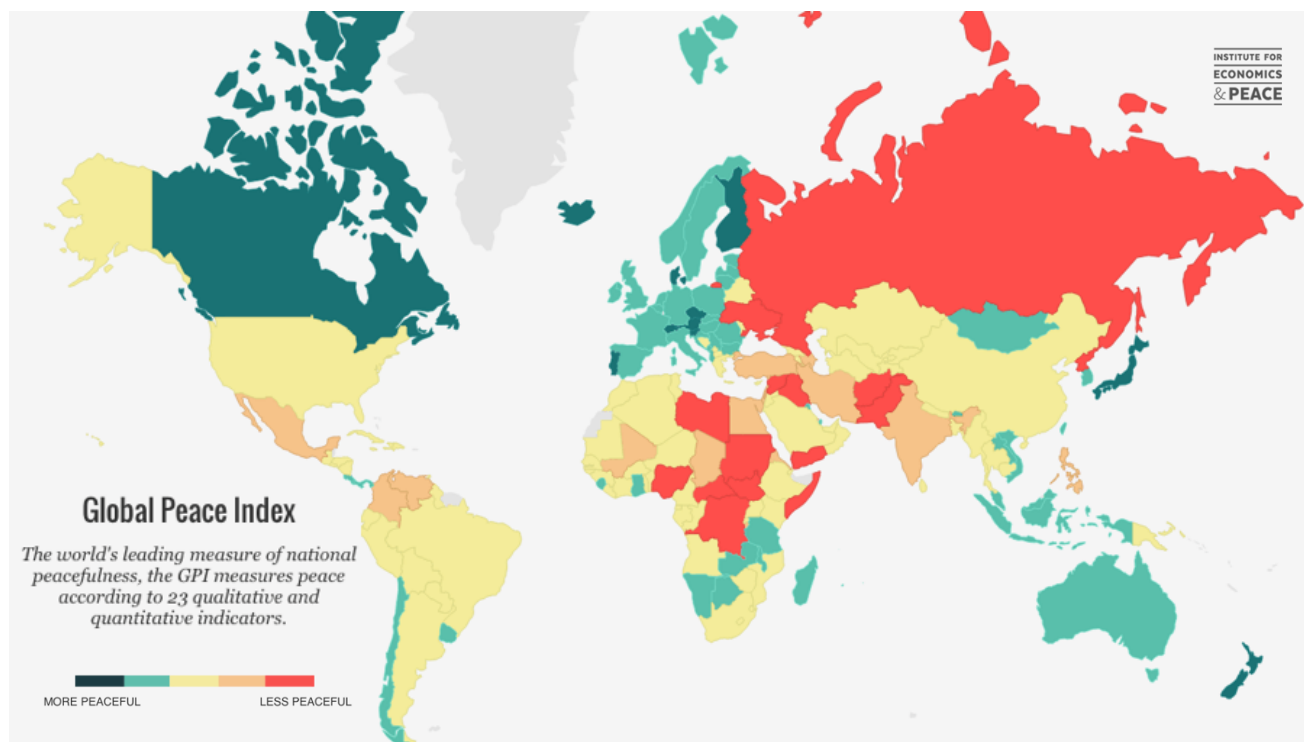 INSTITUTE FOR
ECONOMICS
& PEACE
Global Peace Index
The world's leading measure of national
peacefulness, the GPI measures peace
according to 23 qualitative and
quantitative indicators.
MORE PEACEFUL
LESS PEACEFUL